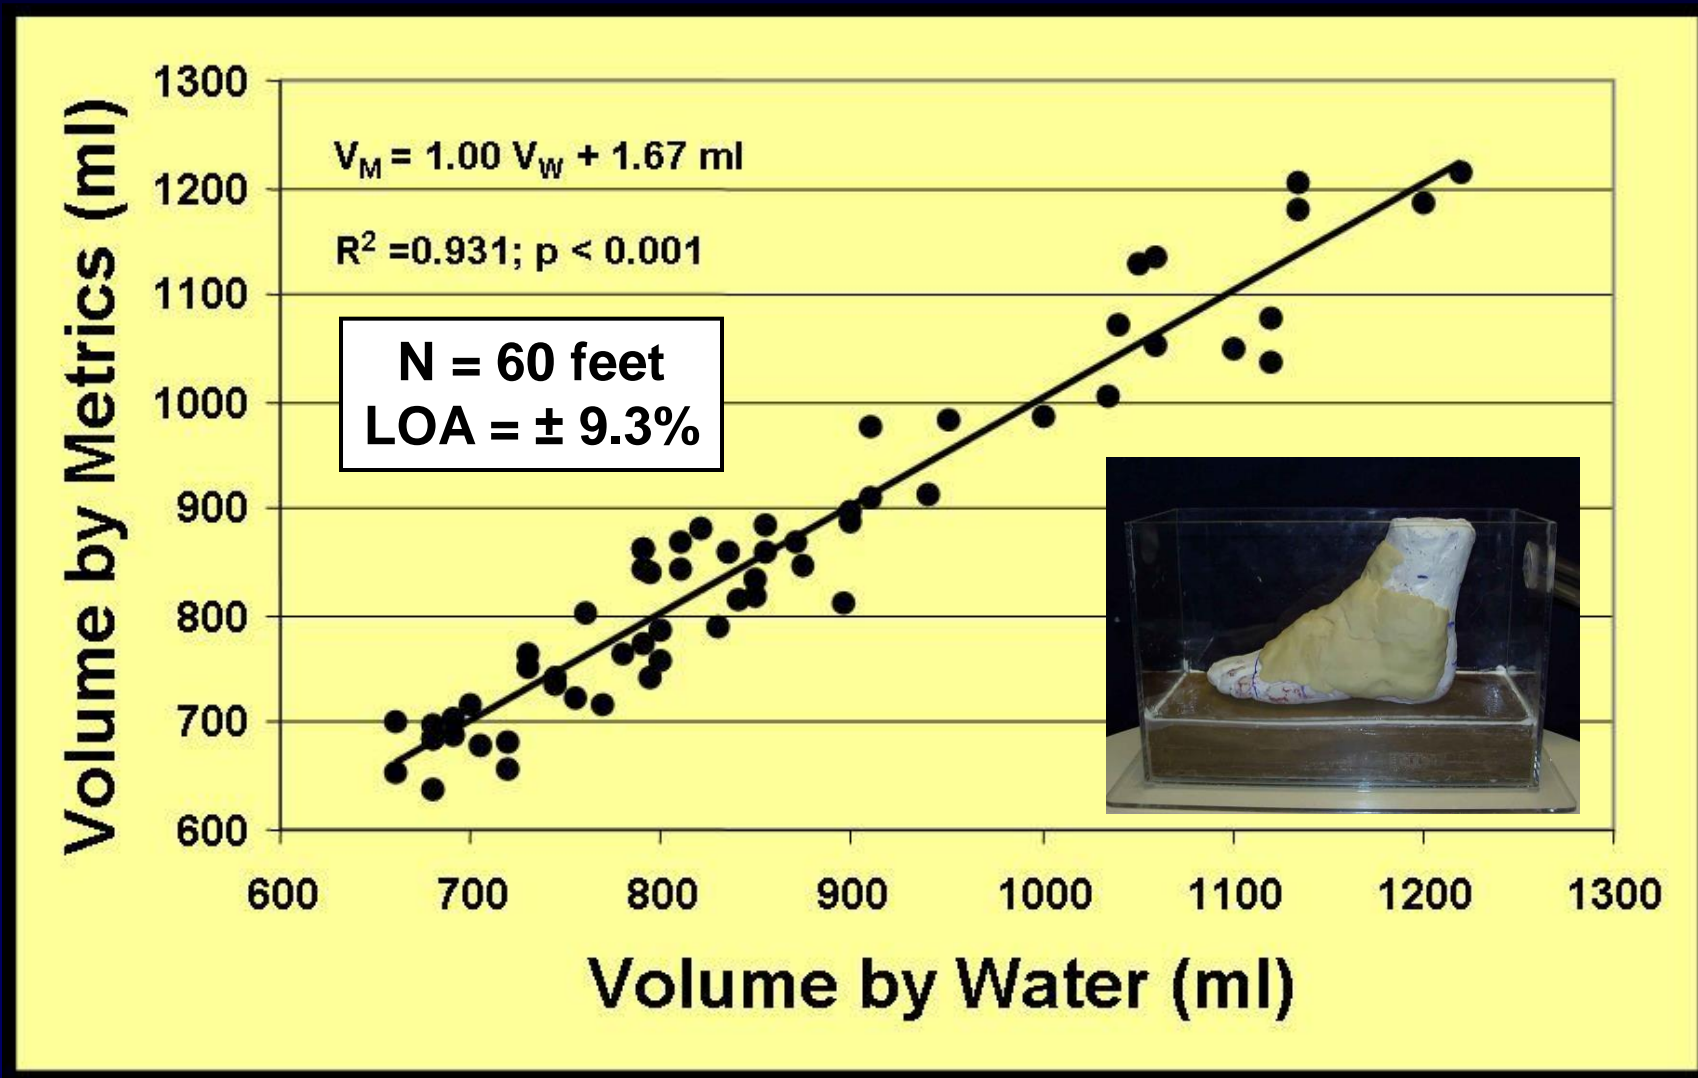 1300
1200
1100
1000
900
800
700
600
Volume by Metrics (ml)
V_M = 1.00 V_W + 1.67 ml
R² =0.931; p < 0.001
N = 60 feet
LOA = ± 9.3%
600 700 800 900 1000 1100 1200 1300
Volume by Water (ml)